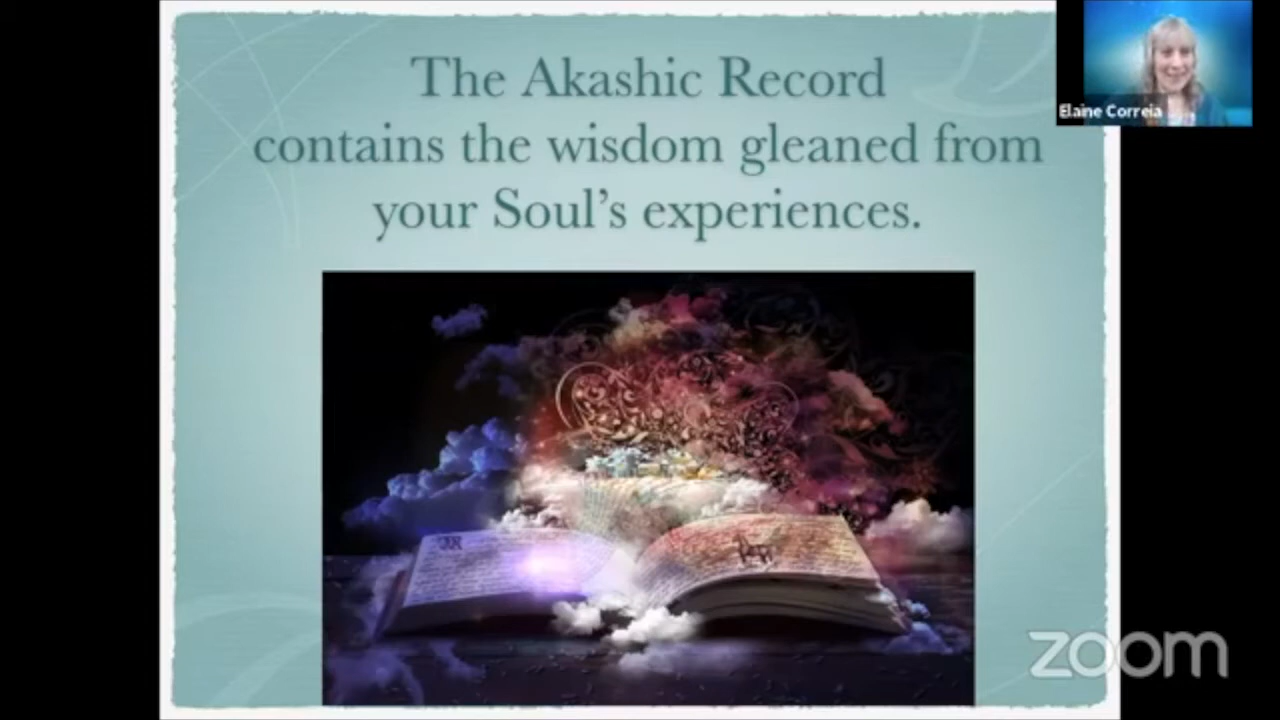 The Akashic Record
contains the wisdom gleaned from
your Soul's experiences.
Elaine Correia
zoom